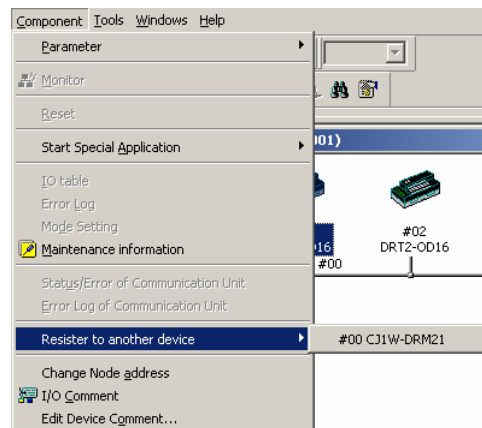 Component Tools Windows Help
Parameter
Monitor
Reset
Start Special Application
001)
IO table
Error Log
Mode Setting
Maintenance information
16
#00
#02
DRT2-OD16
Status/Error of Communication Unit
Error Log of Communication Unit
Resister to another device
#00 CJ1W-DRM21
Change Node address
I/O Comment
Edit Device Comment...